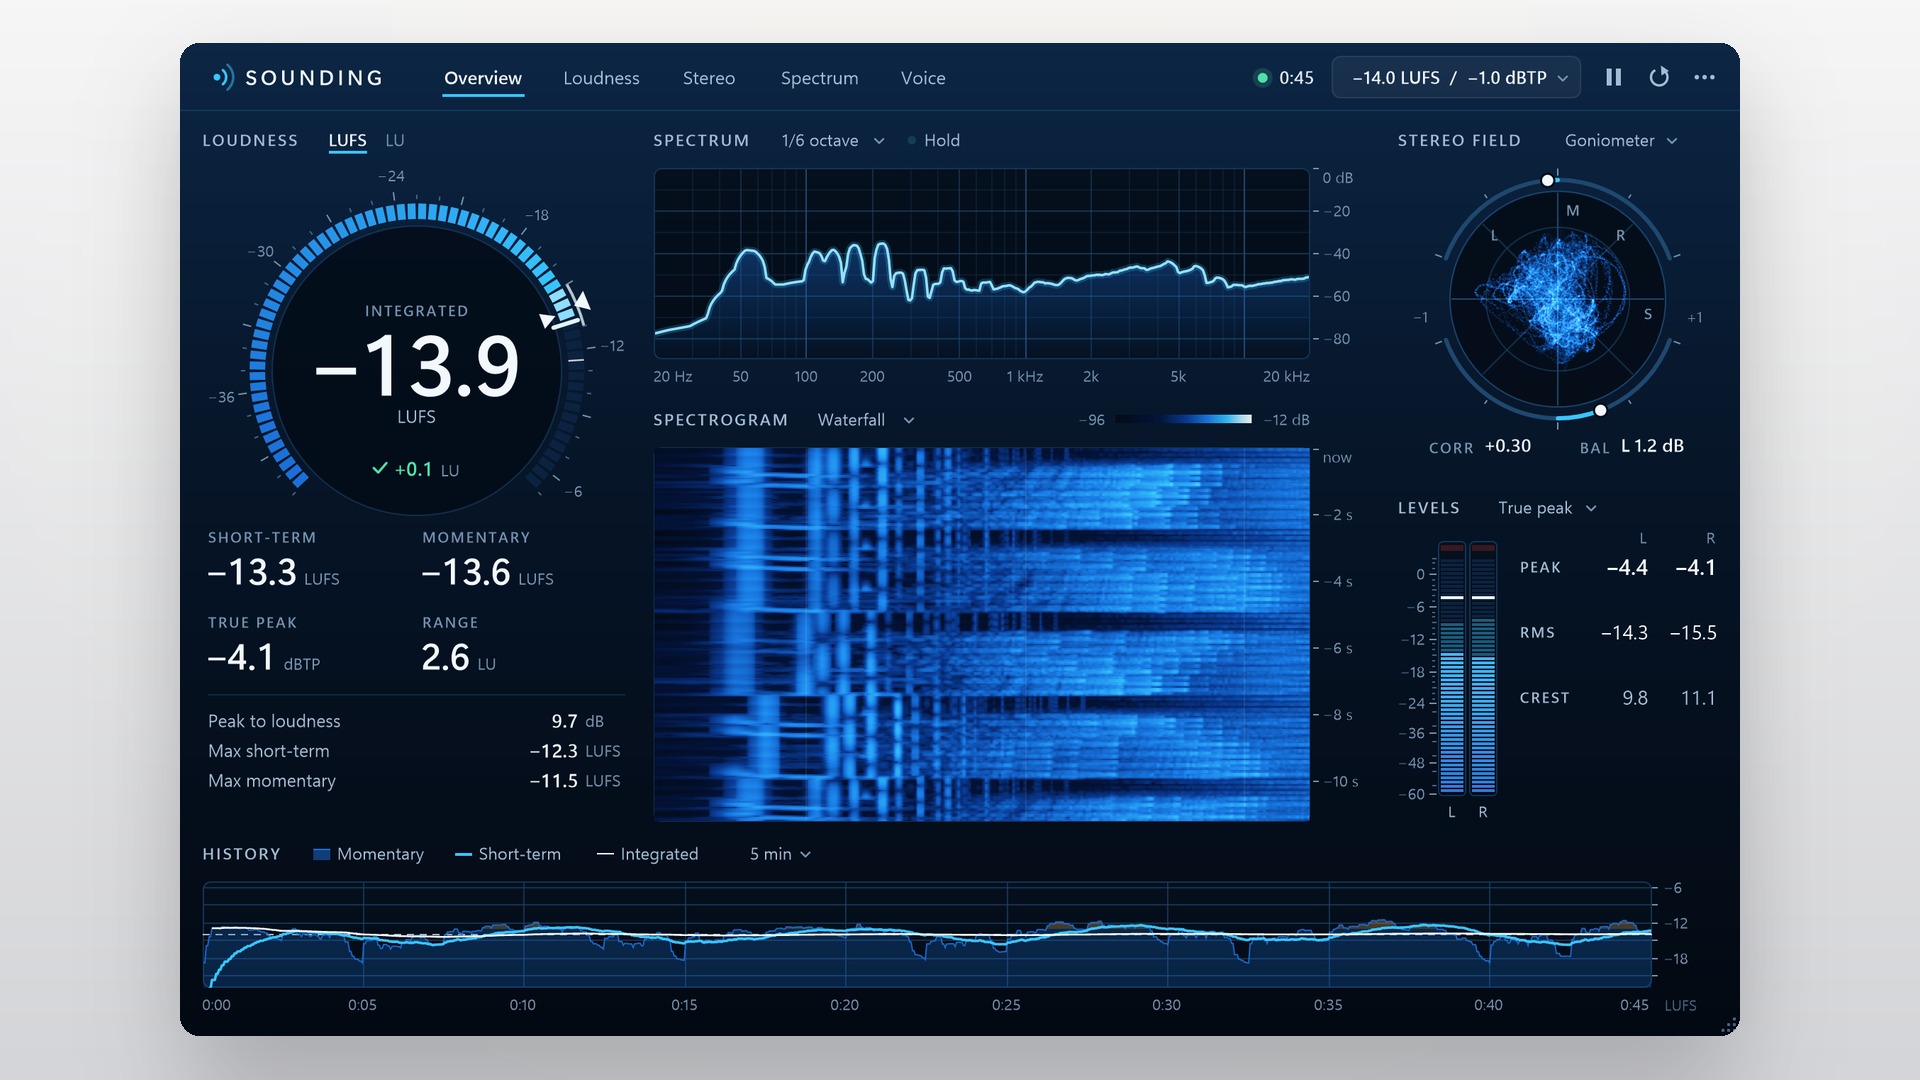 SOUNDING
Overview
Loudness
Stereo
Spectrum
Voice
0:45
−14.0 LUFS / −1.0 dBTP
LOUDNESS
LUFS
LU
−36
−30
−24
−18
−12
−6
INTEGRATED
−13.9
LUFS
+0.1 LU
SHORT-TERM
−13.3 LUFS
MOMENTARY
−13.6 LUFS
TRUE PEAK
−4.1 dBTP
RANGE
2.6 LU
Peak to loudness 9.7 dB
Max short-term −12.3 LUFS
Max momentary −11.5 LUFS
SPECTRUM
1/6 octave
Hold
0 dB
−20
−40
−60
−80
20 Hz 50 100 200 500 1 kHz 2k 5k 20 kHz
SPECTROGRAM
Waterfall
−96
−12 dB
now
−2 s
−4 s
−6 s
−8 s
−10 s
STEREO FIELD
Goniometer
M
L
R
S
−1
+1
CORR +0.30
BAL L 1.2 dB
LEVELS
True peak
0
−6
−12
−18
−24
−36
−48
−60
L R
L R
PEAK −4.4 −4.1
RMS −14.3 −15.5
CREST 9.8 11.1
HISTORY
Momentary
Short-term
Integrated
5 min
−6
−12
−18
0:00 0:05 0:10 0:15 0:20 0:25 0:30 0:35 0:40 0:45 LUFS